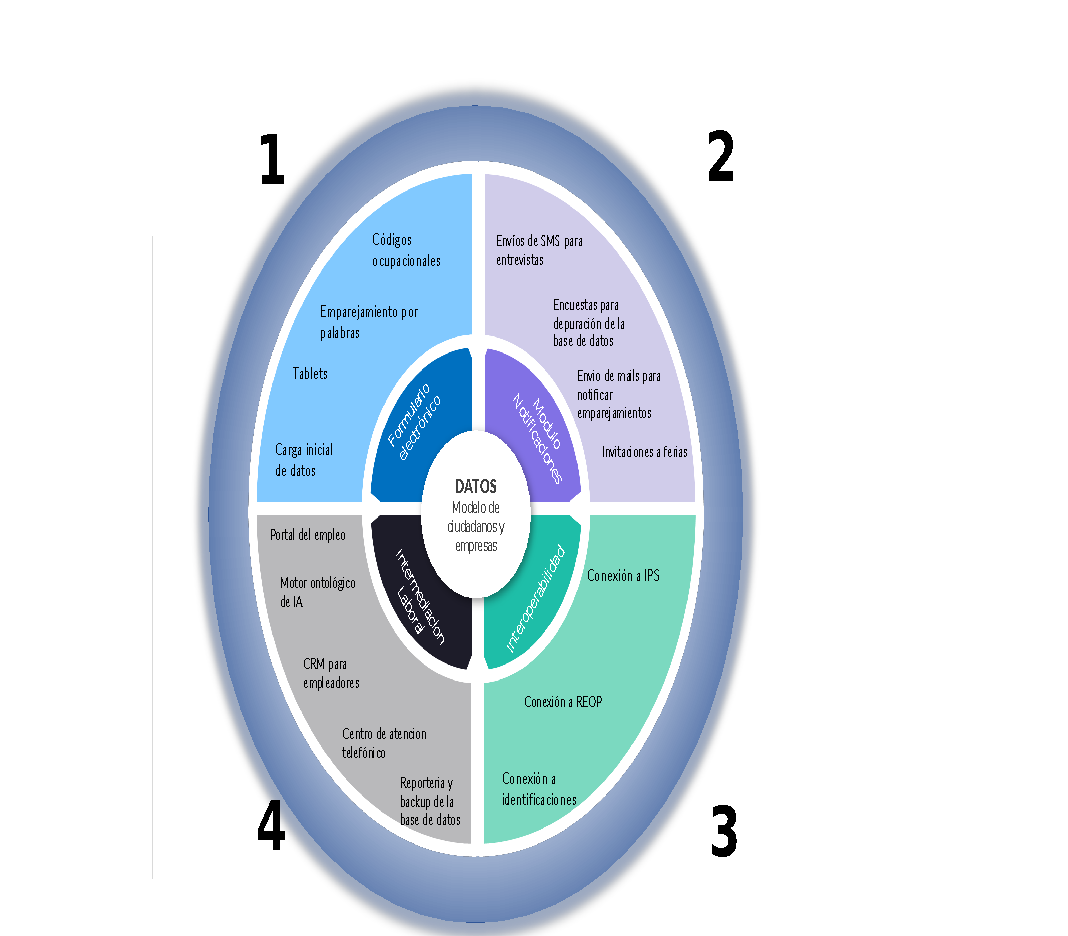 1
2
Códigos
ocupacionales
Emparejamiento por
palabras
Tablets
Carga inicial
de datos
Formulario
electrónico
Envíos de SMS para
entrevistas
Encuestas para
depuración de la
base de datos
Envio de mails para
notificar
emparejamientos
Invitaciones a ferias
Modulo
Notificaciones
DATOS
Modelo de
ciudadanos y
empresas
Portal del empleo
Motor ontológico
de IA
CRM para
empleadores
Centro de atencion
telefónico
Reporteria y
backup de la
base de datos
Intermediacion
Laboral
Interoperabilidad
Conexión a IPS
Conexión a REOP
Conexión a
identificaciones
4
3